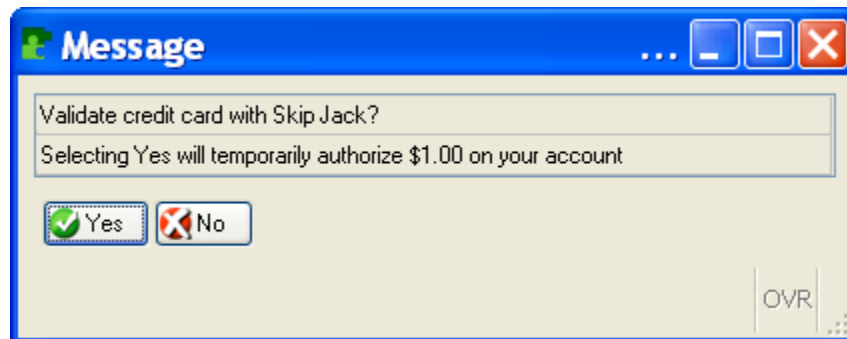 Message
...
Validate credit card with Skip Jack?
Selecting Yes will temporarily authorize $1.00 on your account
Yes No
OVR